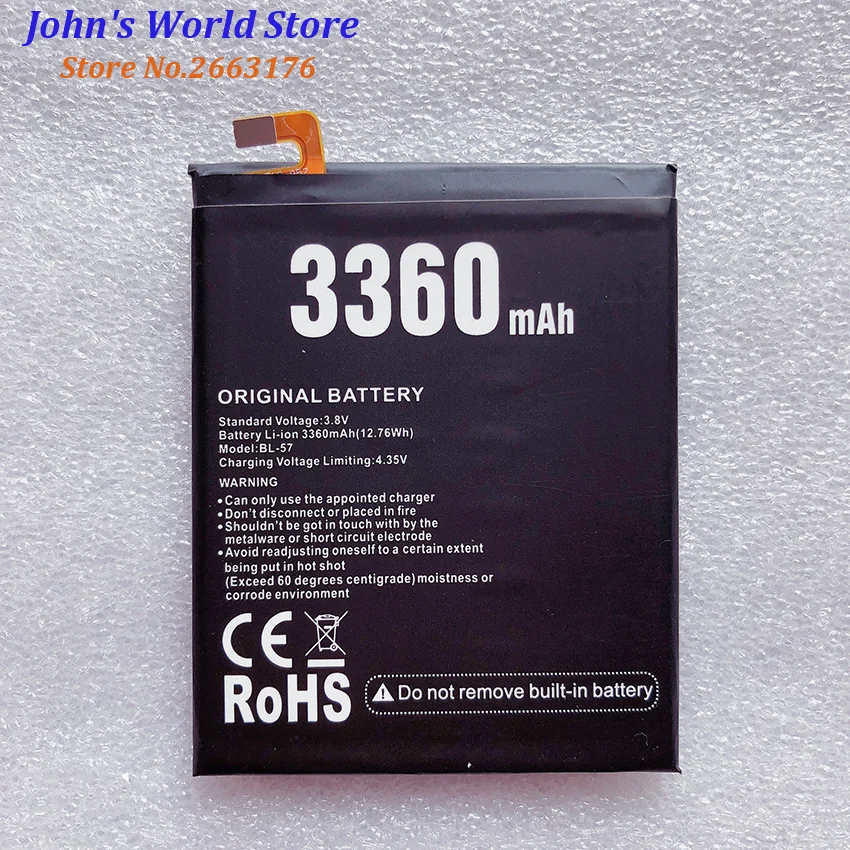 John's World Store
Store No.2663176
3360 mAh
ORIGINAL BATTERY
Standard Voltage:3.8V
Battery Li-ion 3360mAh(12.76Wh)
Model:BL-57
Charging Voltage Limiting:4.35V
WARNING
•Can only use the appointed charger
•Don't disconnect or placed in fire
•Shouldn't be got in touch with by the
metalware or short circuit electrode
•Avoid readjusting oneself to a certain extent
being put in hot shot
(Exceed 60 degrees centigrade)moistness or
corrode environment
CE
RoHS
Do not remove built-in battery